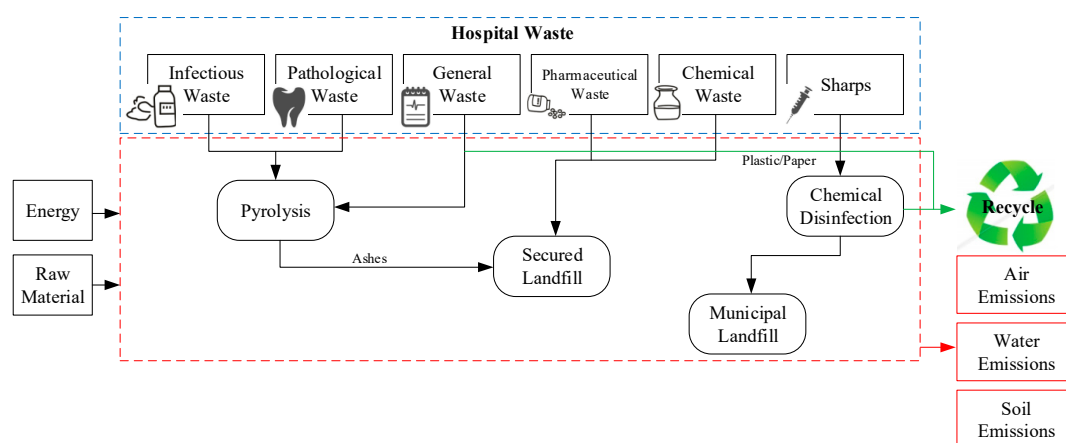 Hospital Waste
Infectious
Waste
Pathological
Waste
General
Waste
Pharmaceutical
Waste
Chemical
Waste
Sharps
Plastic/Paper
Energy
Pyrolysis
Chemical
Disinfection
Recycle
Raw
Material
Ashes
Secured
Landfill
Municipal
Landfill
Air
Emissions
Water
Emissions
Soil
Emissions